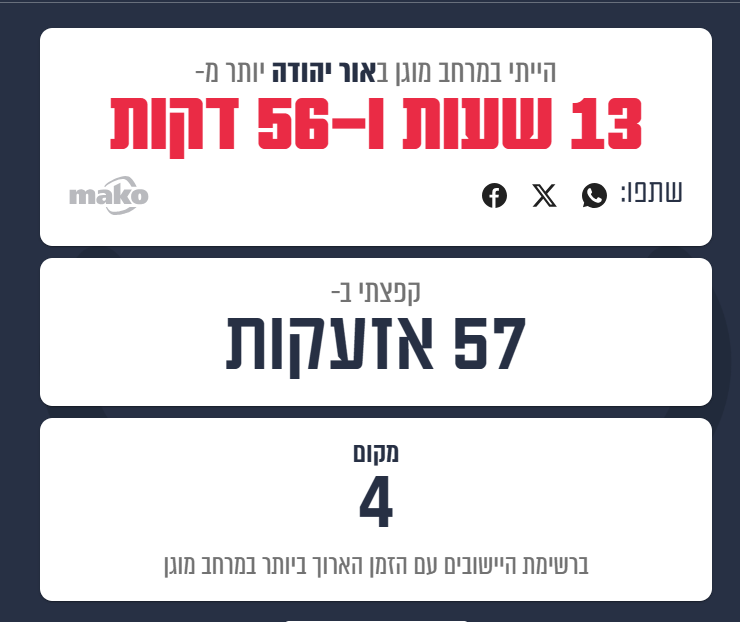 הייתי במרחב מוגן באור יהודה יותר מ-
13 שעות ו-56 דקות
שתפו:
mako
קפצתי ב-
57 אזעקות
מקום
4
ברשימת היישובים עם הזמן הארוך ביותר במרחב מוגן